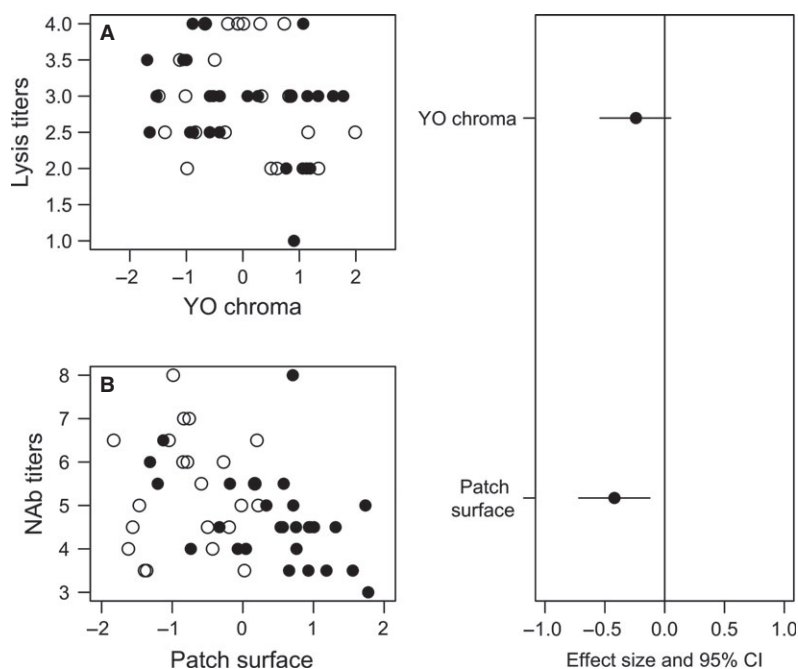 A
Lysis titers
4.0
3.5
3.0
2.5
2.0
1.5
1.0
–2 –1 0 1 2
YO chroma
B
NAb titers
8
7
6
5
4
3
–2 –1 0 1 2
Patch surface
YO chroma
Patch
surface
–1.0 –0.5 0.0 0.5 1.0
Effect size and 95% CI